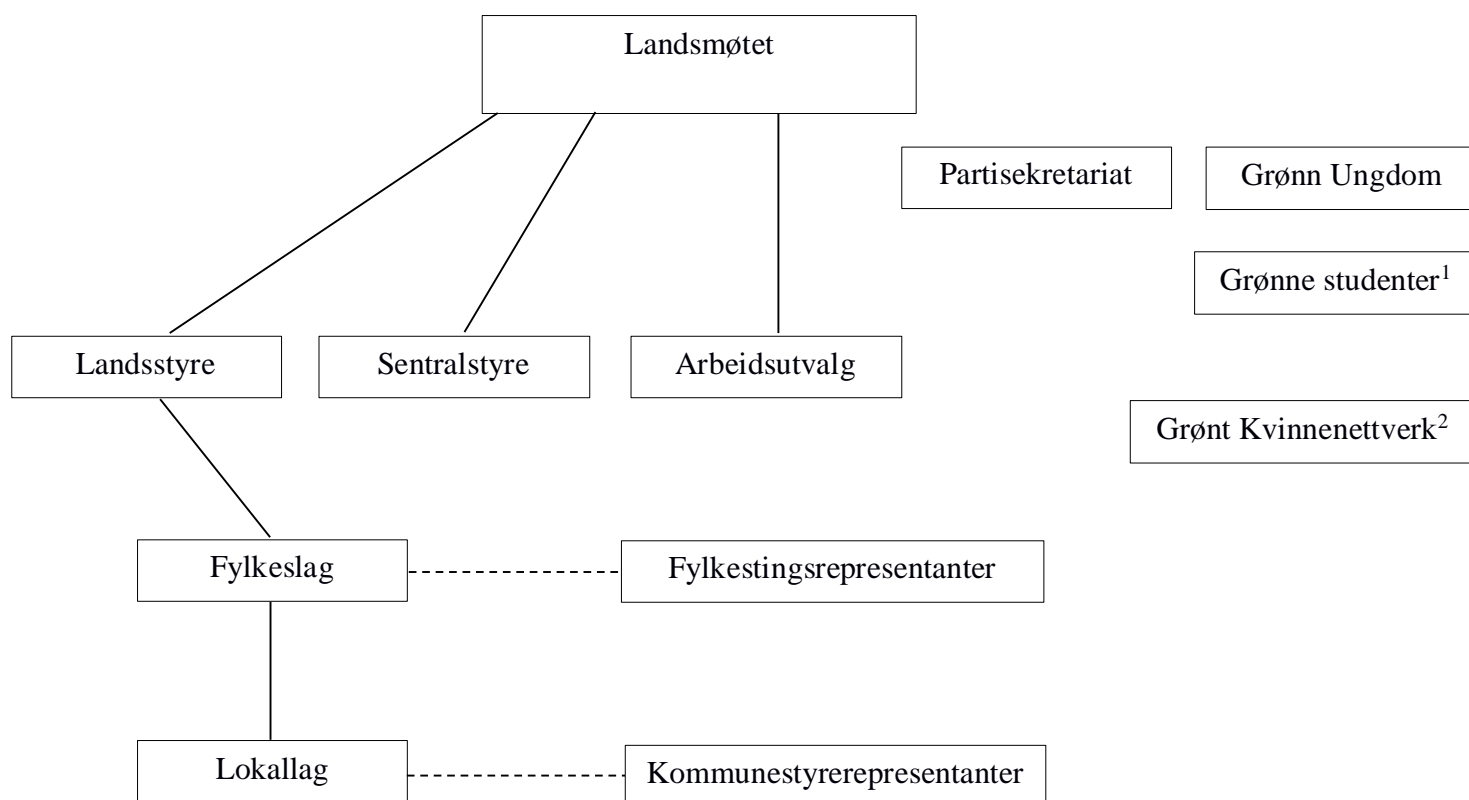 Landsmøtet
Partisekretariat
Grønn Ungdom
Grønne studenter¹
Landsstyre
Sentralstyre
Arbeidsutvalg
Grønt Kvinnenettverk²
Fylkeslag
Fylkestingsrepresentanter
Lokallag
Kommunestyrerepresentanter